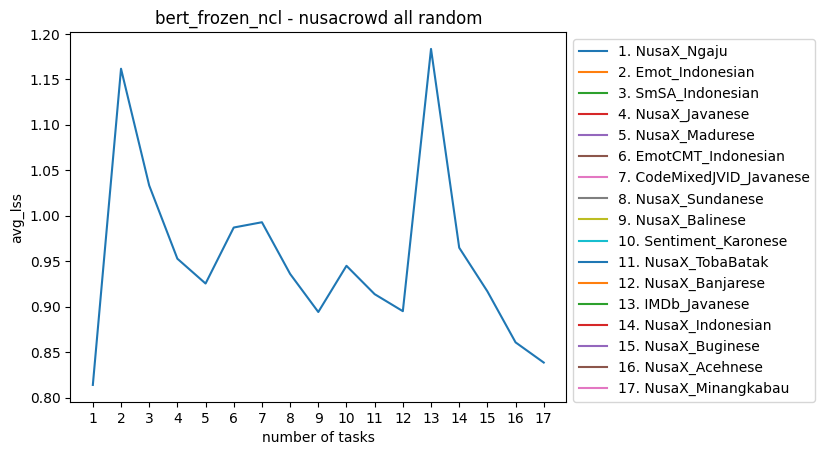 bert_frozen_ncl - nusacrowd all random
avg_lss
1.20
1.15
1.10
1.05
1.00
0.95
0.90
0.85
0.80
1 2 3 4 5 6 7 8 9 10 11 12 13 14 15 16 17
number of tasks
1. NusaX_Ngaju
2. Emot_Indonesian
3. SmSA_Indonesian
4. NusaX_Javanese
5. NusaX_Madurese
6. EmotCMT_Indonesian
7. CodeMixedJVID_Javanese
8. NusaX_Sundanese
9. NusaX_Balinese
10. Sentiment_Karonese
11. NusaX_TobaBatak
12. NusaX_Banjarese
13. IMDb_Javanese
14. NusaX_Indonesian
15. NusaX_Buginese
16. NusaX_Acehnese
17. NusaX_Minangkabau